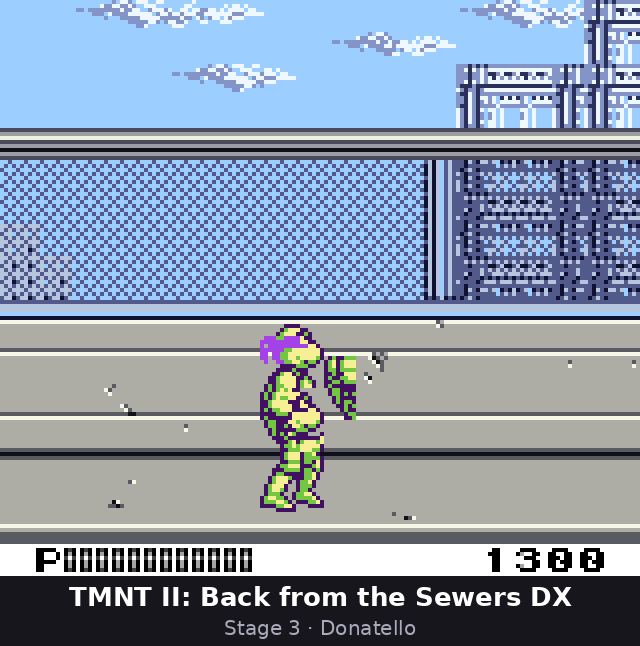 P 1300
TMNT II: Back from the Sewers DX
Stage 3 · Donatello